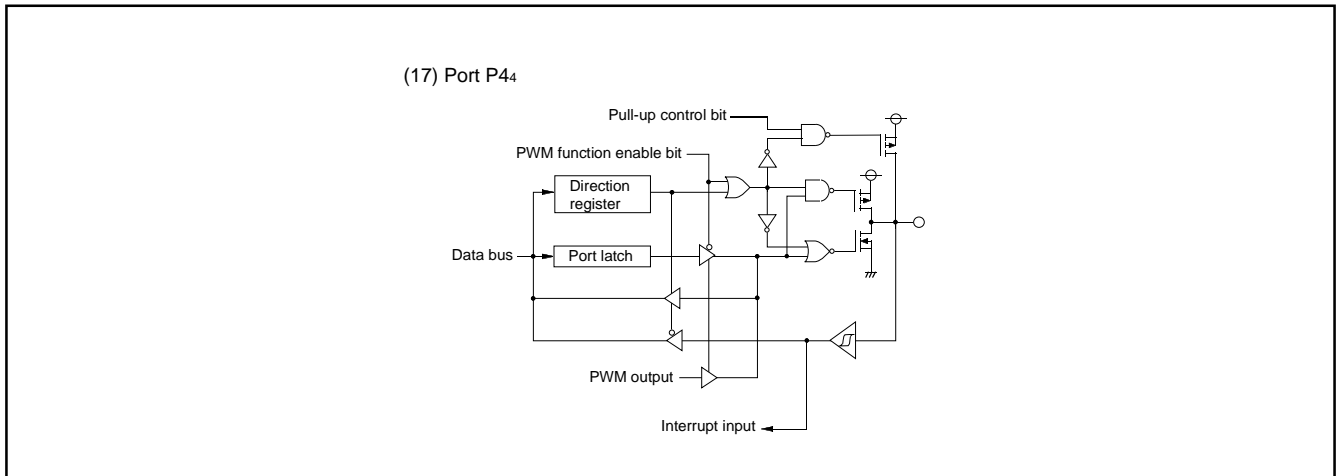 (17) Port P44
Pull-up control bit
PWM function enable bit
Direction
register
Data bus
Port latch
PWM output
Interrupt input